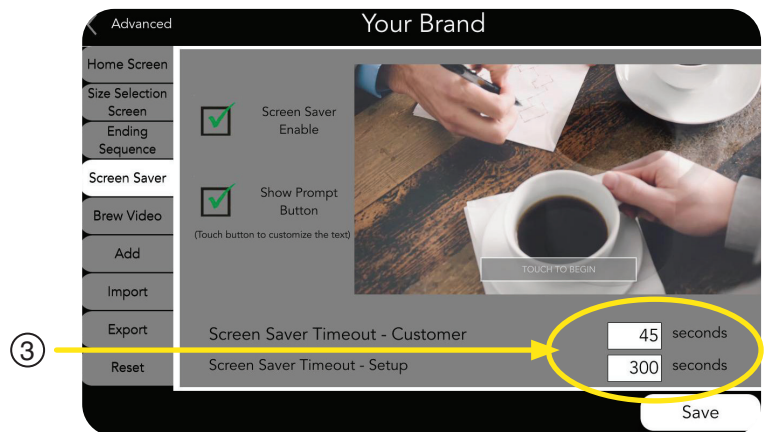 Advanced
Your Brand
Home Screen
Size Selection
Screen
Ending
Sequence
Screen Saver
Brew Video
Add
Import
Export
Reset
Screen Saver
Enable
Show Prompt
Button
(Touch button to customize the text)
TOUCH TO BEGIN
Screen Saver Timeout - Customer
45 seconds
Screen Saver Timeout - Setup
300 seconds
3
Save